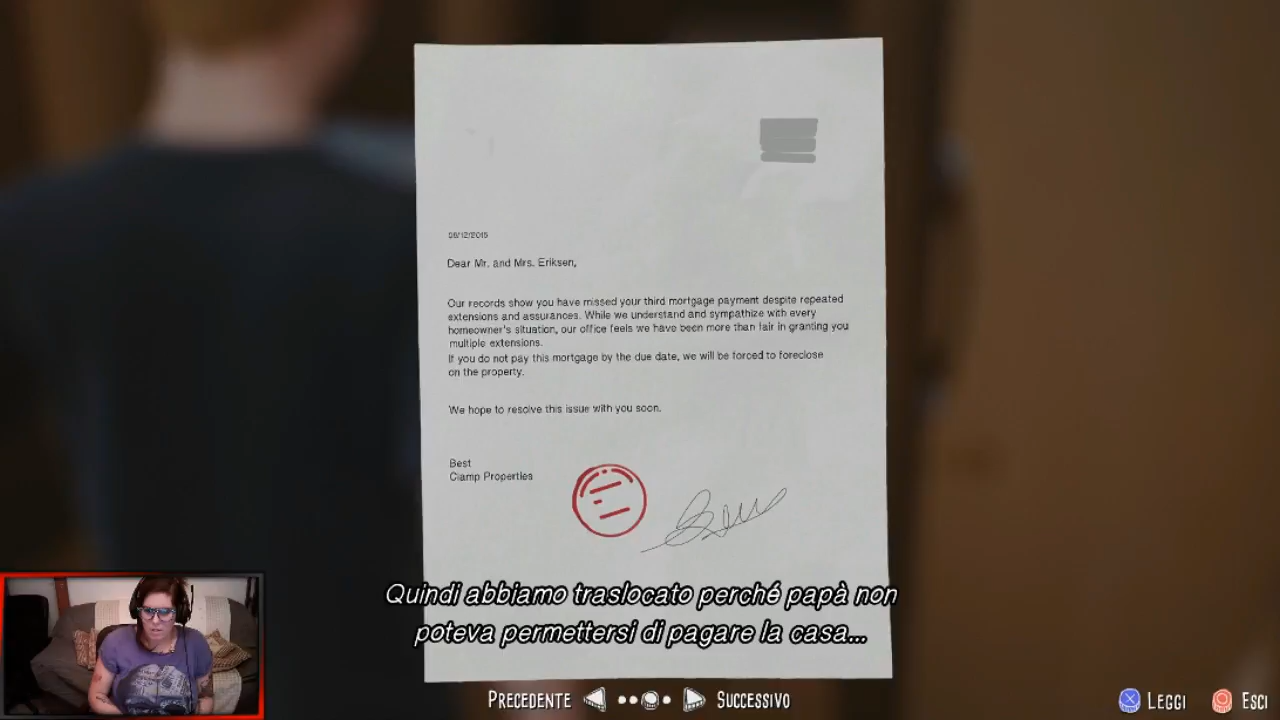 08/12/2015
Dear Mr. and Mrs. Eriksen,
Our records show you have missed your third mortgage payment despite repeated
extensions and assurances. While we understand and sympathize with every
homeowner's situation, our office feels we have been more than fair in granting you
multiple extensions.
If you do not pay this mortgage by the due date, we will be forced to foreclose
on the property.
We hope to resolve this issue with you soon.
Best
Clamp Properties
Quindi abbiamo traslocato perché papà non
poteva permettersi di pagare la casa...
Precedente Successivo Leggi Esci